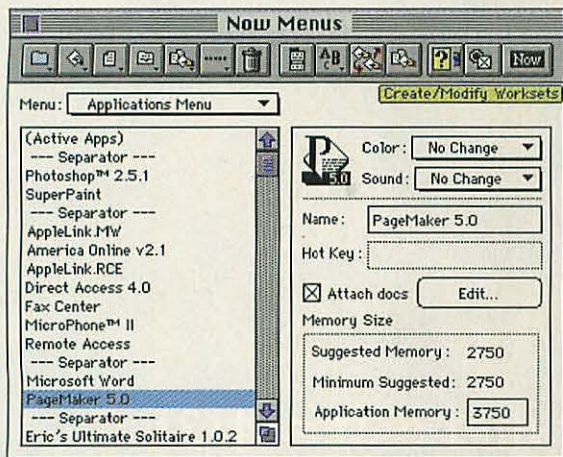 Now Menus
A B C
?
Now
Create/Modify Worksets
Menu: Applications Menu
(Active Apps)
--- Separator ---
Photoshop™ 2.5.1
SuperPaint
--- Separator ---
AppleLink.MW
America Online v2.1
AppleLink.RCE
Direct Access 4.0
Fax Center
MicroPhone™ II
Remote Access
--- Separator ---
Microsoft Word
PageMaker 5.0
--- Separator ---
Eric's Ultimate Solitaire 1.0.2
P 5.0
Color: No Change
Sound: No Change
Name: PageMaker 5.0
Hot Key:
Attach docs Edit...
Memory Size
Suggested Memory: 2750
Minimum Suggested: 2750
Application Memory: 3750